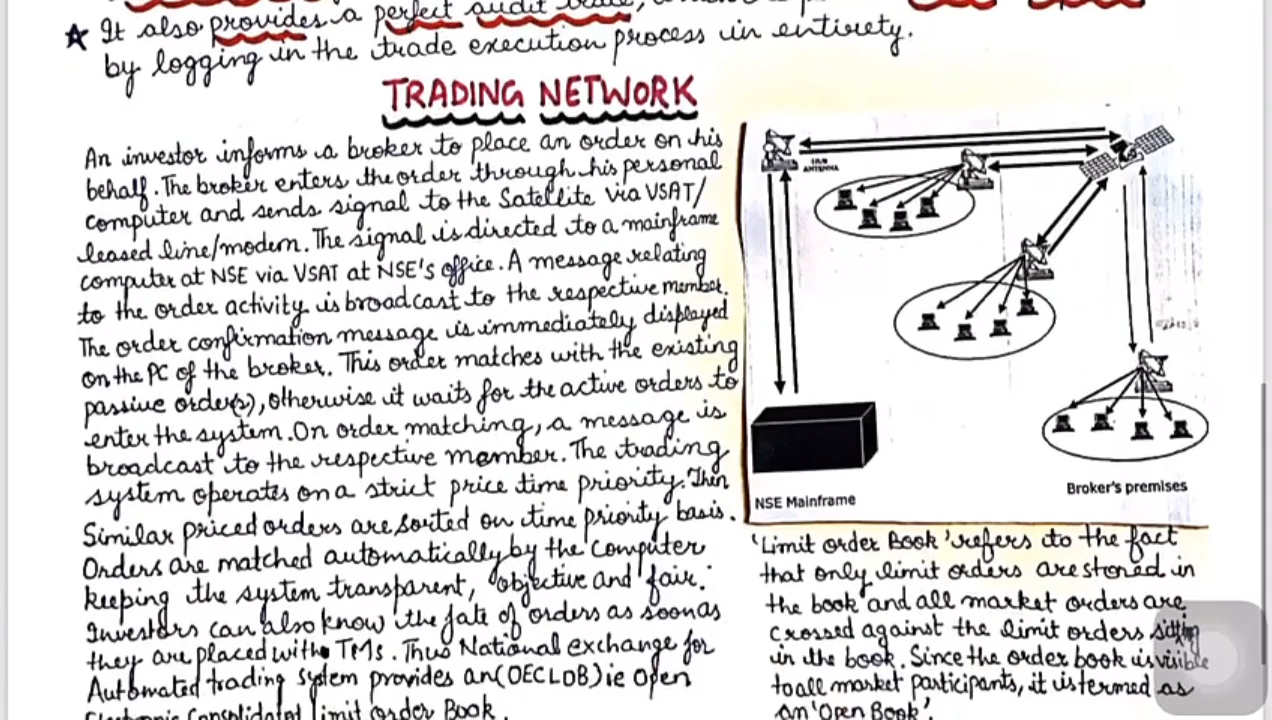 ★ It also provides a perfect audit trail,
by logging in the trade execution process in entirety.
TRADING NETWORK
An investor informs a broker to place an order on his
behalf. The broker enters the order through his personal
computer and sends signal to the Satellite via VSAT/
leased line/modem. The signal is directed to a mainframe
computer at NSE via VSAT at NSE's office. A message relating
to the order activity is broadcast to the respective member.
The order confirmation message is immediately displayed
on the PC of the broker. This order matches with the existing
passive order(s), otherwise it waits for the active orders to
enter the system. On order matching, a message is
broadcast to the respective member. The trading
system operates on a strict price time priority. Then
Similar priced orders are sorted on time priority basis.
Orders are matched automatically by the computer
keeping the system transparent, objective and fair.
Investors can also know the fate of orders as soon as
they are placed with TMs. Thus National exchange for
Automated trading system provides an (OECLOB) ie Open
Electronic Consolidated limit order Book.
HUB
ANTENNA
NSE Mainframe
Broker's premises
'Limit order Book' refers to the fact
that only limit orders are stored in
the book and all market orders are
crossed against the limit orders sitting
in the book. Since the order book is visible
to all market participants, it is termed as
an 'Open Book'.